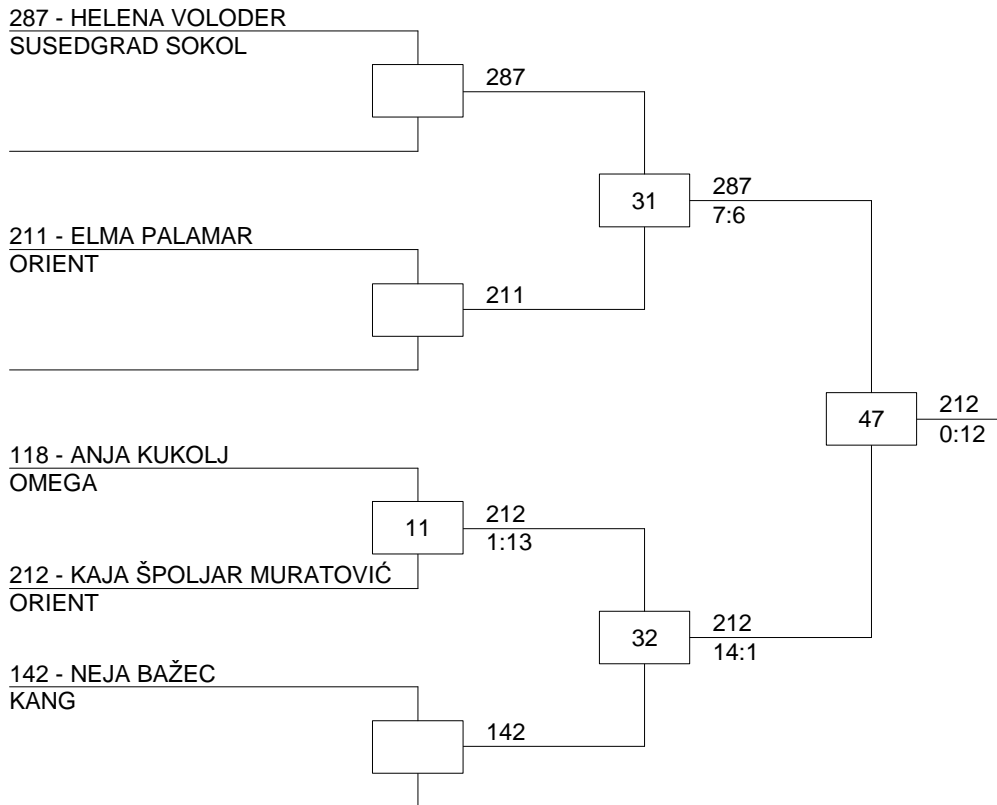 287 - HELENA VOLODER
SUSEDGRAD SOKOL
287
31
287
7:6
211 - ELMA PALAMAR
ORIENT
211
47
212
0:12
118 - ANJA KUKOLJ
OMEGA
11
212
1:13
212 - KAJA ŠPOLJAR MURATOVIĆ
ORIENT
32
212
14:1
142 - NEJA BAŽEC
KANG
142